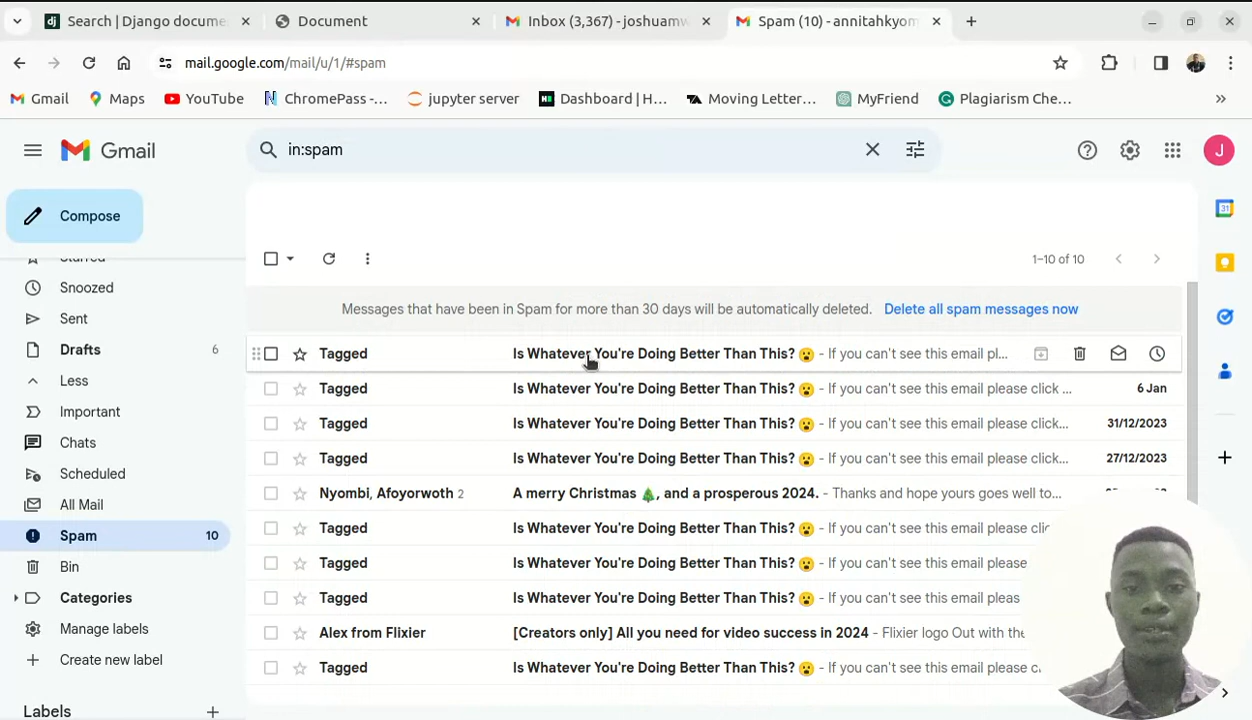 Search | Django docume
Document
Inbox (3,367) - joshuamw
Spam (10) - annitahkyom
mail.google.com/mail/u/1/#spam
Gmail
Maps
YouTube
ChromePass -...
jupyter server
Dashboard | H...
Moving Letter...
MyFriend
Plagiarism Che...
Gmail
in:spam
J
Compose
Starred
Snoozed
Sent
Drafts 6
Less
Important
Chats
Scheduled
All Mail
Spam 10
Bin
Categories
Manage labels
Create new label
Labels
1–10 of 10
Messages that have been in Spam for more than 30 days will be automatically deleted. Delete all spam messages now
Tagged Is Whatever You're Doing Better Than This? 😮 - If you can't see this email pl...
Tagged Is Whatever You're Doing Better Than This? 😮 - If you can't see this email please click ... 6 Jan
Tagged Is Whatever You're Doing Better Than This? 😮 - If you can't see this email please click... 31/12/2023
Tagged Is Whatever You're Doing Better Than This? 😮 - If you can't see this email please click... 27/12/2023
Nyombi, Afoyorwoth 2 A merry Christmas 🎄, and a prosperous 2024. - Thanks and hope yours goes well to...
Tagged Is Whatever You're Doing Better Than This? 😮 - If you can't see this email please clic
Tagged Is Whatever You're Doing Better Than This? 😮 - If you can't see this email please
Tagged Is Whatever You're Doing Better Than This? 😮 - If you can't see this email pleas
Alex from Flixier [Creators only] All you need for video success in 2024 - Flixier logo Out with the
Tagged Is Whatever You're Doing Better Than This? 😮 - If you can't see this email please c